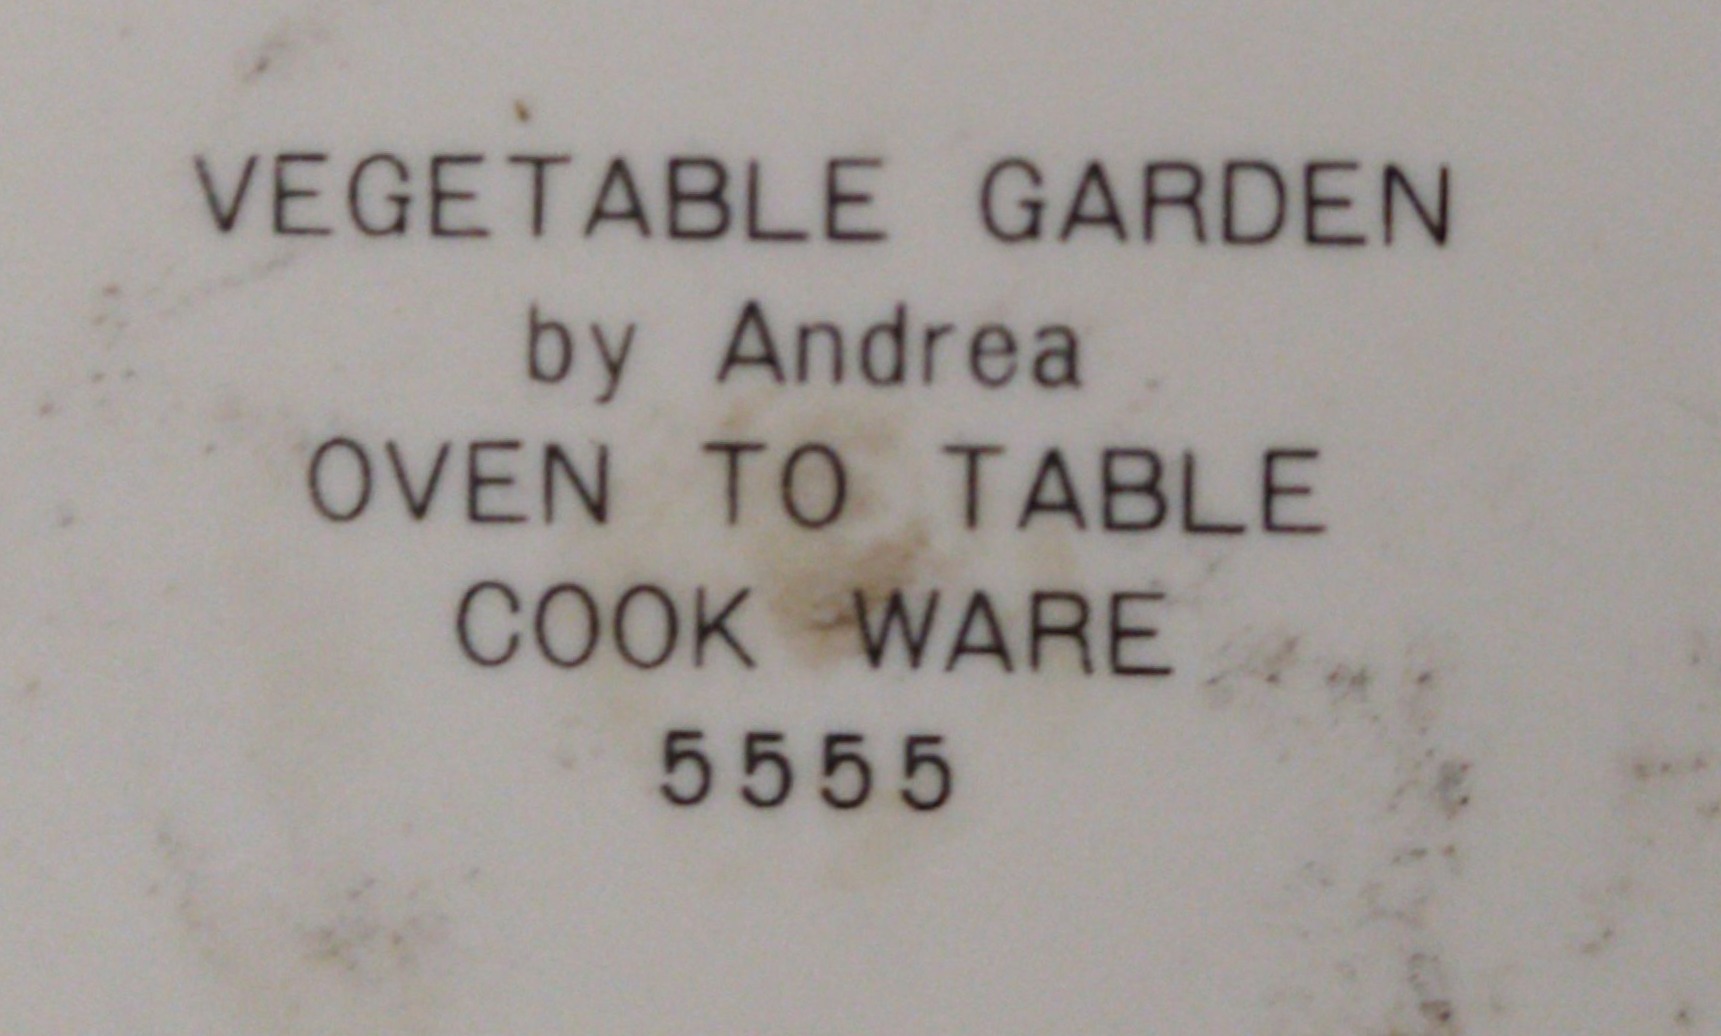 VEGETABLE GARDEN
by Andrea
OVEN TO TABLE
COOK WARE
5555